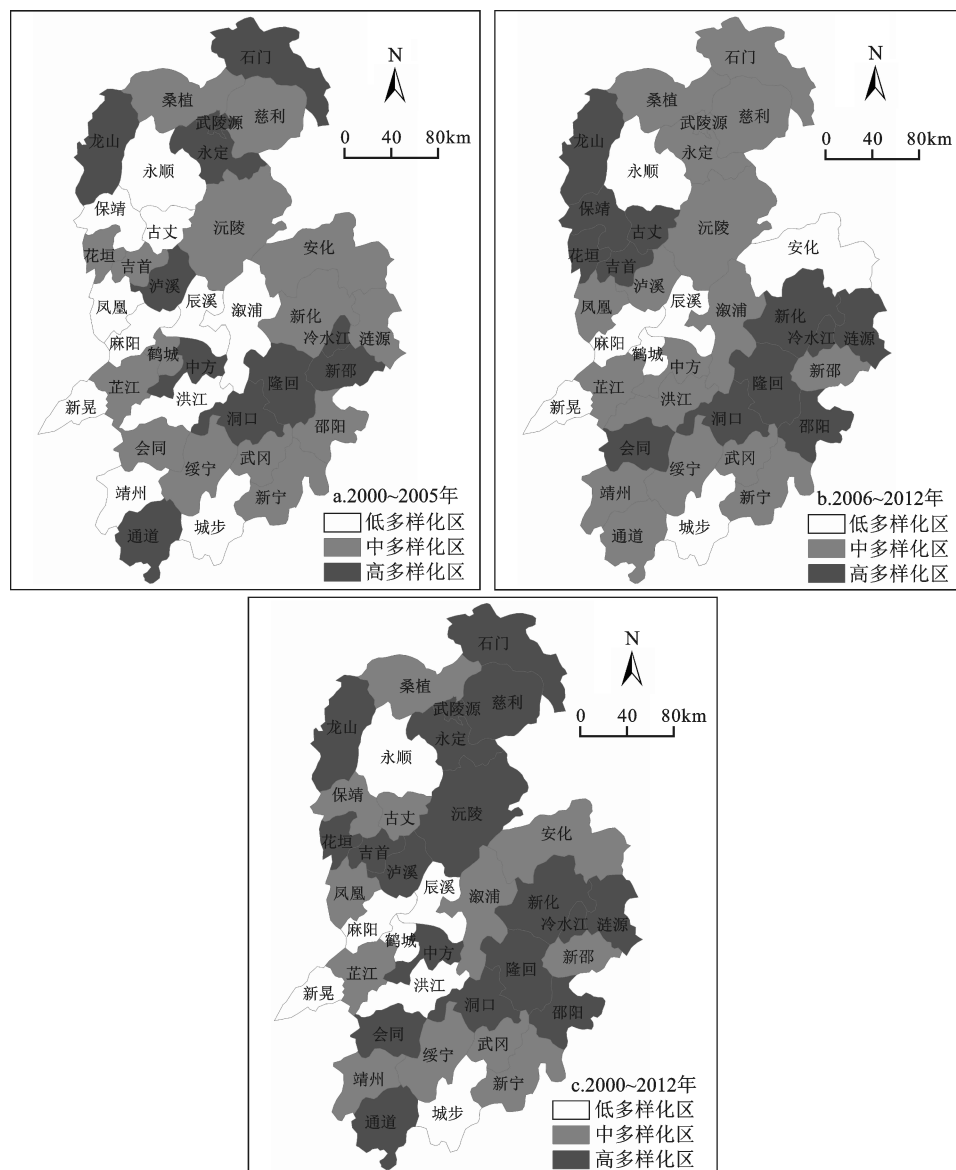 石门
N
桑植
慈利
武陵源
龙山
永定
0 40 80km
永顺
保靖
古丈
沅陵
安化
花垣
吉首
泸溪
凤凰
辰溪
溆浦
新化
麻阳
鹤城
冷水江
涟源
中方
新邵
芷江
洪江
隆回
新晃
洞口
邵阳
会同
绥宁
武冈
靖州
新宁
通道
城步
a.2000~2005年
低多样化区
中多样化区
高多样化区
石门
N
桑植
慈利
武陵源
龙山
永定
0 40 80km
永顺
保靖
古丈
沅陵
安化
花垣
吉首
泸溪
凤凰
辰溪
溆浦
新化
麻阳
鹤城
冷水江
涟源
中方
新邵
芷江
洪江
隆回
新晃
洞口
邵阳
会同
绥宁
武冈
靖州
新宁
通道
城步
b.2006~2012年
低多样化区
中多样化区
高多样化区
石门
N
桑植
慈利
武陵源
龙山
永定
0 40 80km
永顺
保靖
古丈
沅陵
安化
花垣
吉首
泸溪
凤凰
辰溪
溆浦
新化
麻阳
鹤城
冷水江
涟源
中方
新邵
芷江
洪江
隆回
新晃
洞口
邵阳
会同
绥宁
武冈
靖州
新宁
通道
城步
c.2000~2012年
低多样化区
中多样化区
高多样化区